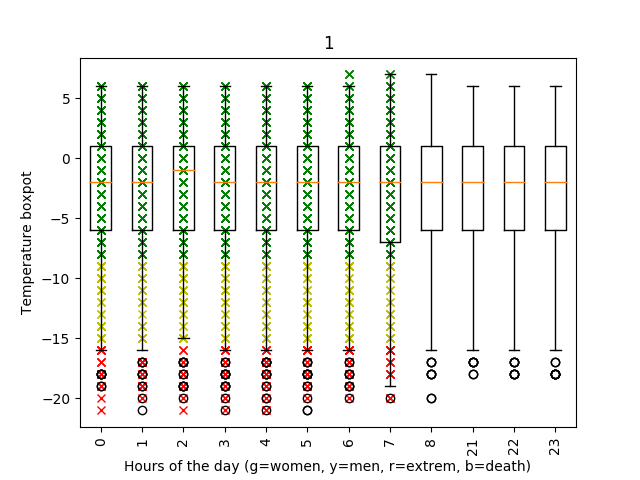 1
Temperature boxpot
5
0
−5
−10
−15
−20
0 1 2 3 4 5 6 7 8 21 22 23
Hours of the day (g=women, y=men, r=extrem, b=death)